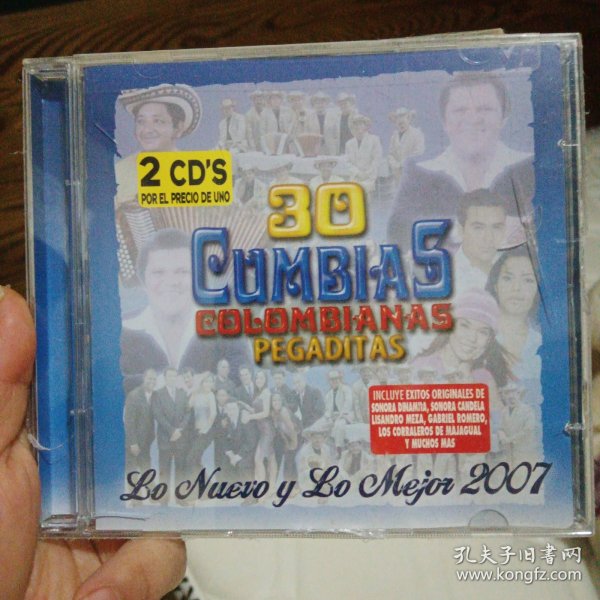 2 CD'S
POR EL PRECIO DE UNO
30
CUMBIAS
COLOMBIANAS
PEGADITAS
INCLUYE EXITOS ORIGINALES DE
SONORA DINAMITA, SONORA CANDELA
LISANDRO MEZA, GABRIEL ROMERO,
LOS CORRALEROS DE MAJAGUAL
Y MUCHOS MAS
Lo Nuevo y Lo Mejor 2007
孔夫子旧书网
www.kongfz.com